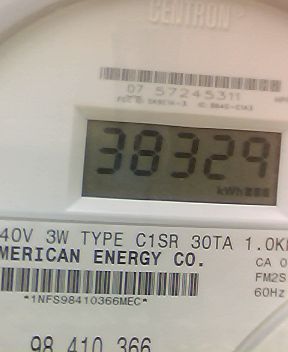 CENTRON
07 57245311
38329
kWh
40V 3W TYPE C1SR 30TA 1.0K
MERICAN ENERGY CO.
CA 0
FM2S
60Hz
*1NFS98410366MEC*
98 410 366